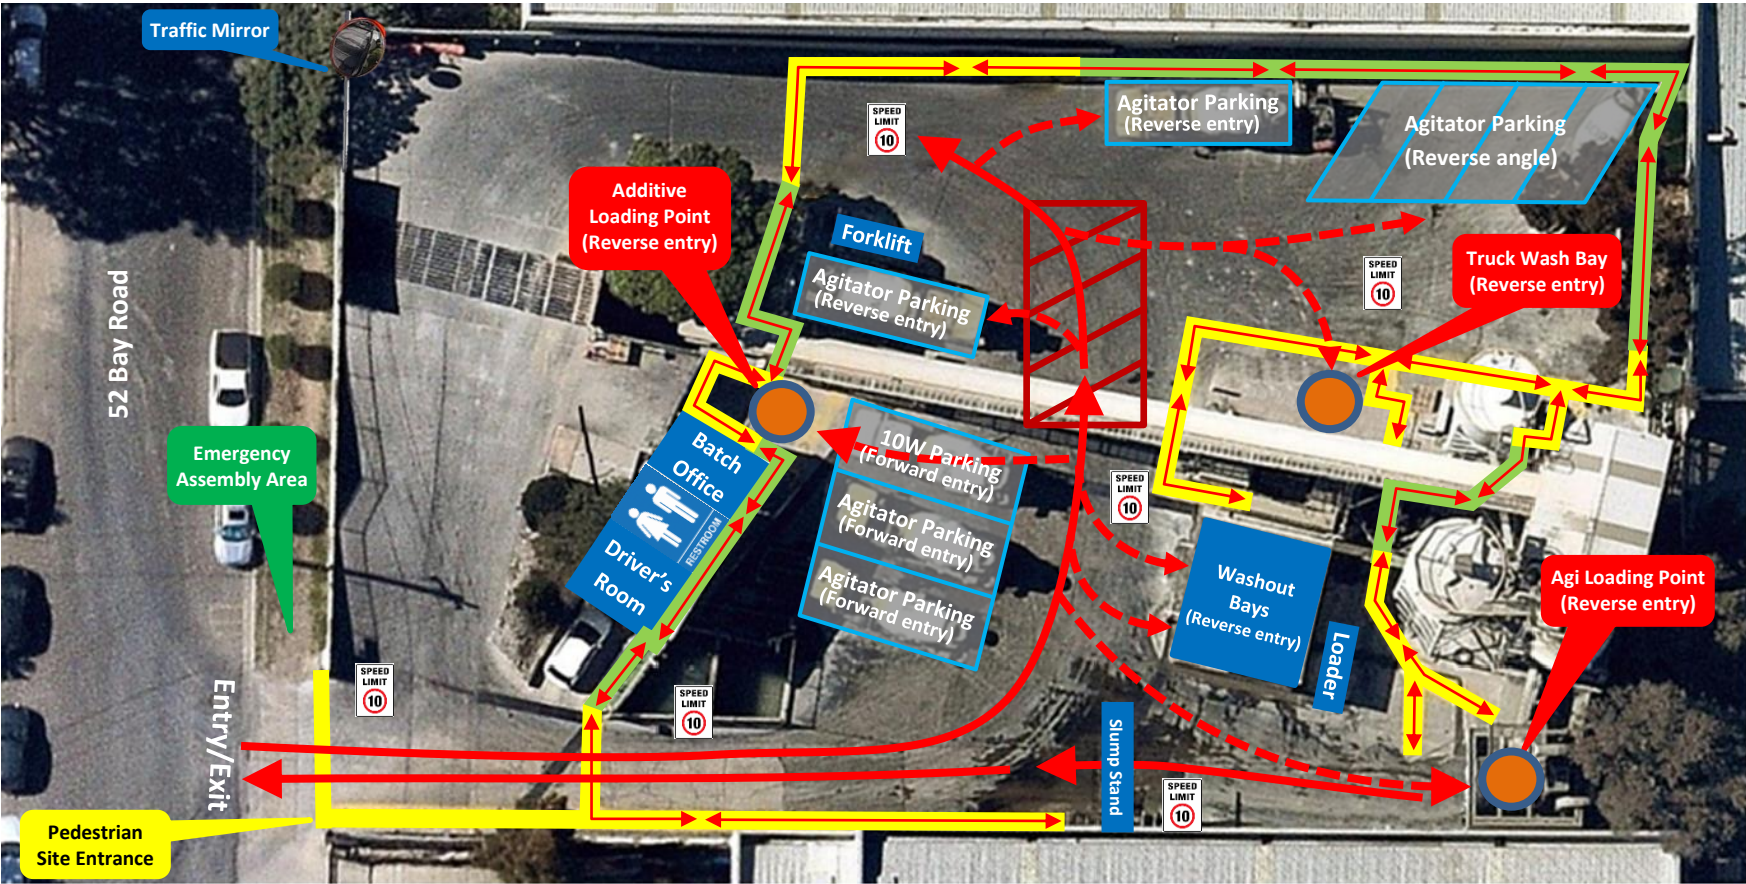 Traffic Mirror
SPEED
LIMIT
10
Agitator Parking
(Reverse entry)
Agitator Parking
(Reverse angle)
Additive
Loading Point
(Reverse entry)
Forklift
Agitator Parking
(Reverse entry)
SPEED
LIMIT
10
Truck Wash Bay
(Reverse entry)
52 Bay Road
Emergency
Assembly Area
Batch
Office
RESTROOM
Driver's
Room
10W Parking
(Forward entry)
Agitator Parking
(Forward entry)
Agitator Parking
(Forward entry)
SPEED
LIMIT
10
Washout
Bays
(Reverse entry)
Loader
Agi Loading Point
(Reverse entry)
SPEED
LIMIT
10
SPEED
LIMIT
10
Entry/Exit
Slump Stand
SPEED
LIMIT
10
Pedestrian
Site Entrance